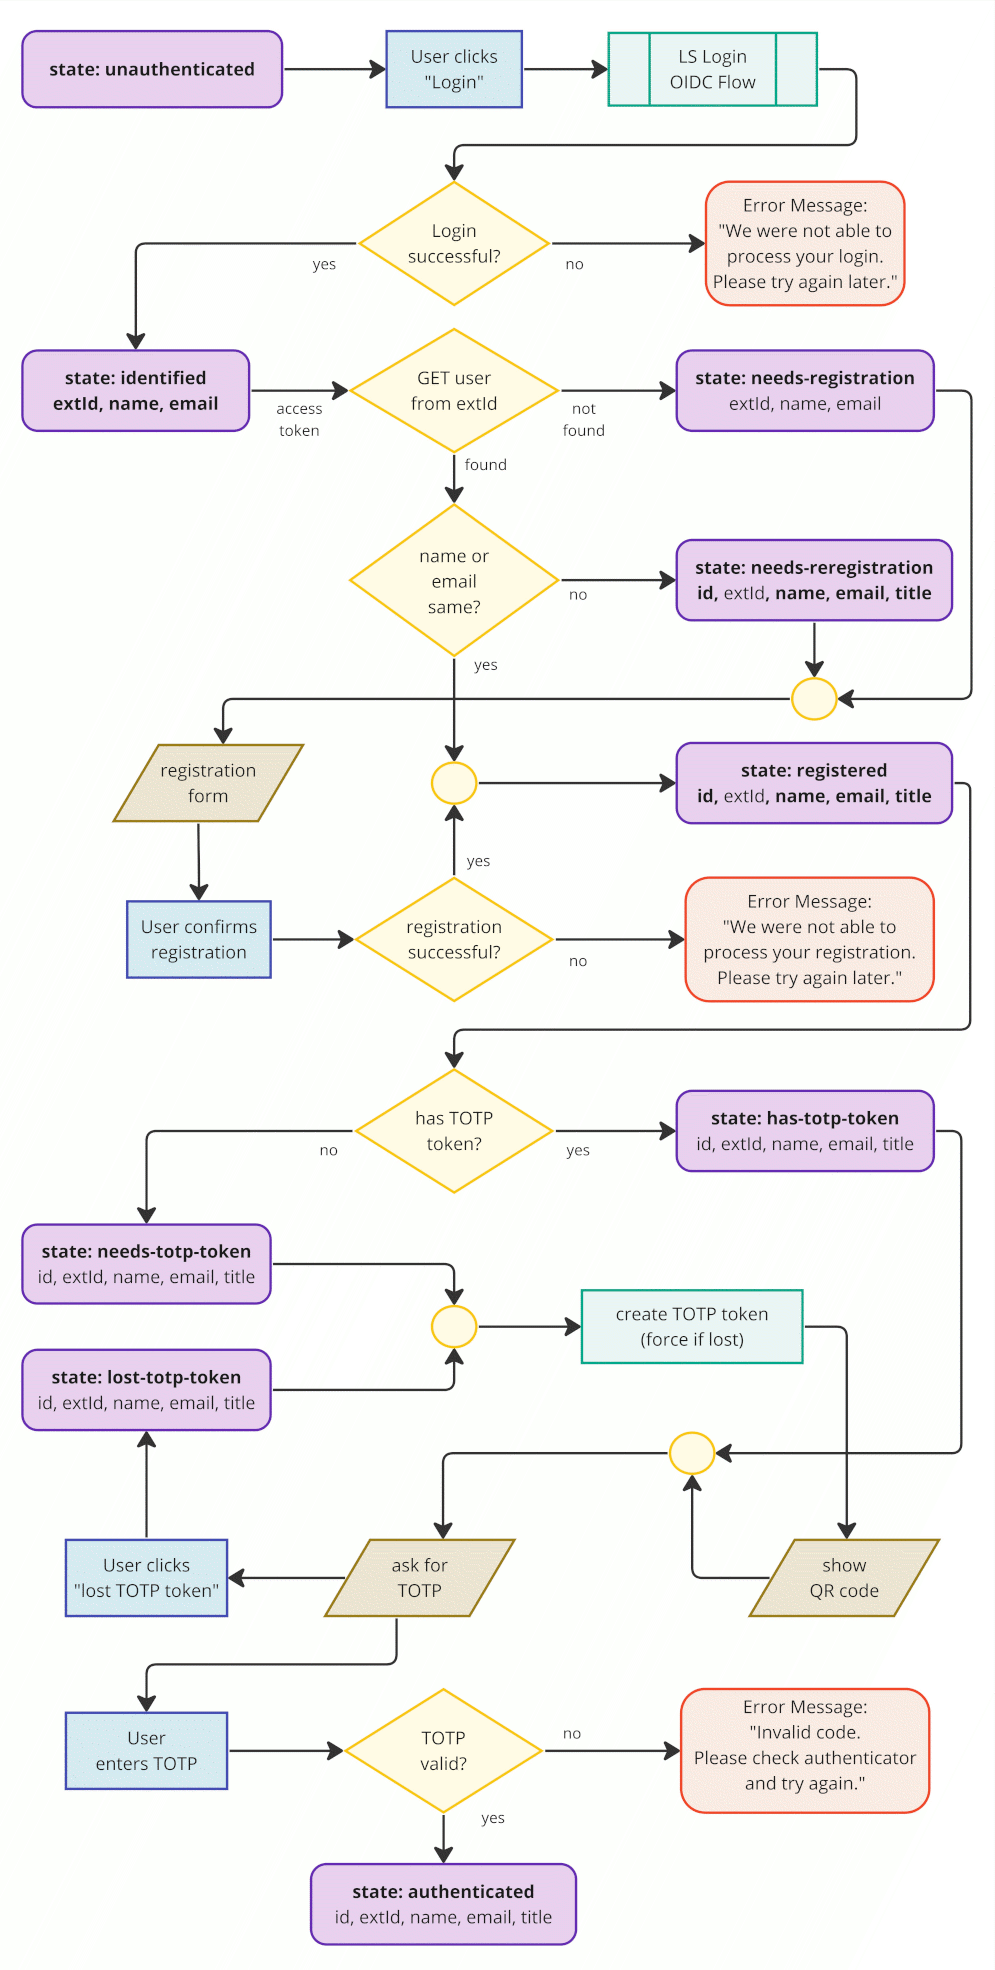 state: unauthenticated
User clicks
"Login"
LS Login
OIDC Flow
Login
successful?
yes
no
Error Message:
"We were not able to
process your login.
Please try again later."
state: identified
extId, name, email
access
token
GET user
from extId
not
found
found
state: needs-registration
extId, name, email
name or
email
same?
no
yes
state: needs-reregistration
id, extId, name, email, title
registration
form
state: registered
id, extId, name, email, title
yes
User confirms
registration
registration
successful?
no
Error Message:
"We were not able to
process your registration.
Please try again later."
has TOTP
token?
no
yes
state: has-totp-token
id, extId, name, email, title
state: needs-totp-token
id, extId, name, email, title
create TOTP token
(force if lost)
state: lost-totp-token
id, extId, name, email, title
User clicks
"lost TOTP token"
ask for
TOTP
show
QR code
User
enters TOTP
TOTP
valid?
no
yes
Error Message:
"Invalid code.
Please check authenticator
and try again."
state: authenticated
id, extId, name, email, title